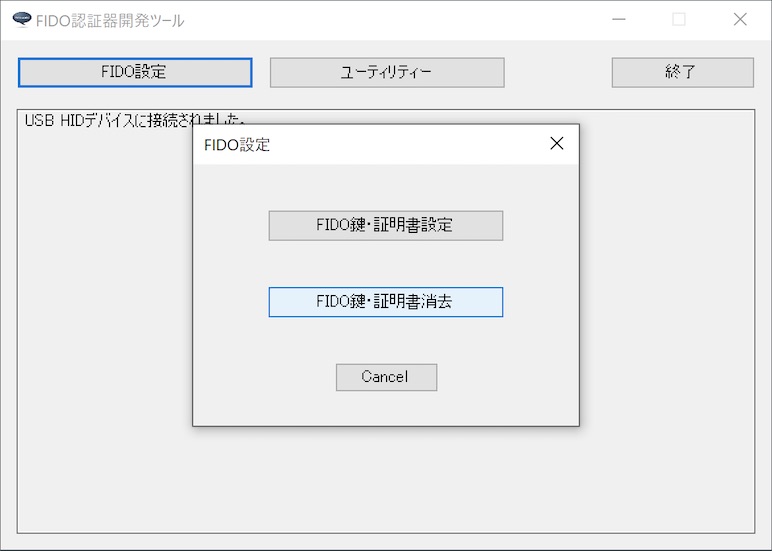 FIDO認証器開発ツール
FIDO設定
ユーティリティー
終了
USB HIDデバイスに接続されました。
FIDO設定
FIDO鍵・証明書設定
FIDO鍵・証明書消去
Cancel